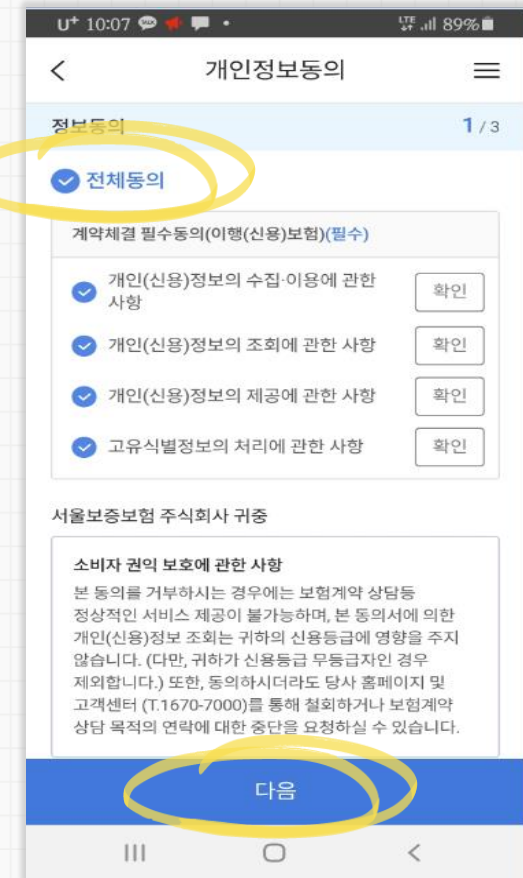 U+ 10:07 LTE 89%
개인정보동의
정보동의 1 / 3
전체동의
계약체결 필수동의(이행(신용)보험)(필수)
개인(신용)정보의 수집·이용에 관한
사항
확인
개인(신용)정보의 조회에 관한 사항 확인
개인(신용)정보의 제공에 관한 사항 확인
고유식별정보의 처리에 관한 사항 확인
서울보증보험 주식회사 귀중
소비자 권익 보호에 관한 사항
본 동의를 거부하시는 경우에는 보험계약 상담등
정상적인 서비스 제공이 불가능하며, 본 동의서에 의한
개인(신용)정보 조회는 귀하의 신용등급에 영향을 주지
않습니다. (다만, 귀하가 신용등급 무등급자인 경우
제외합니다.) 또한, 동의하시더라도 당사 홈페이지 및
고객센터 (T.1670-7000)를 통해 철회하거나 보험계약
상담 목적의 연락에 대한 중단을 요청하실 수 있습니다.
다음